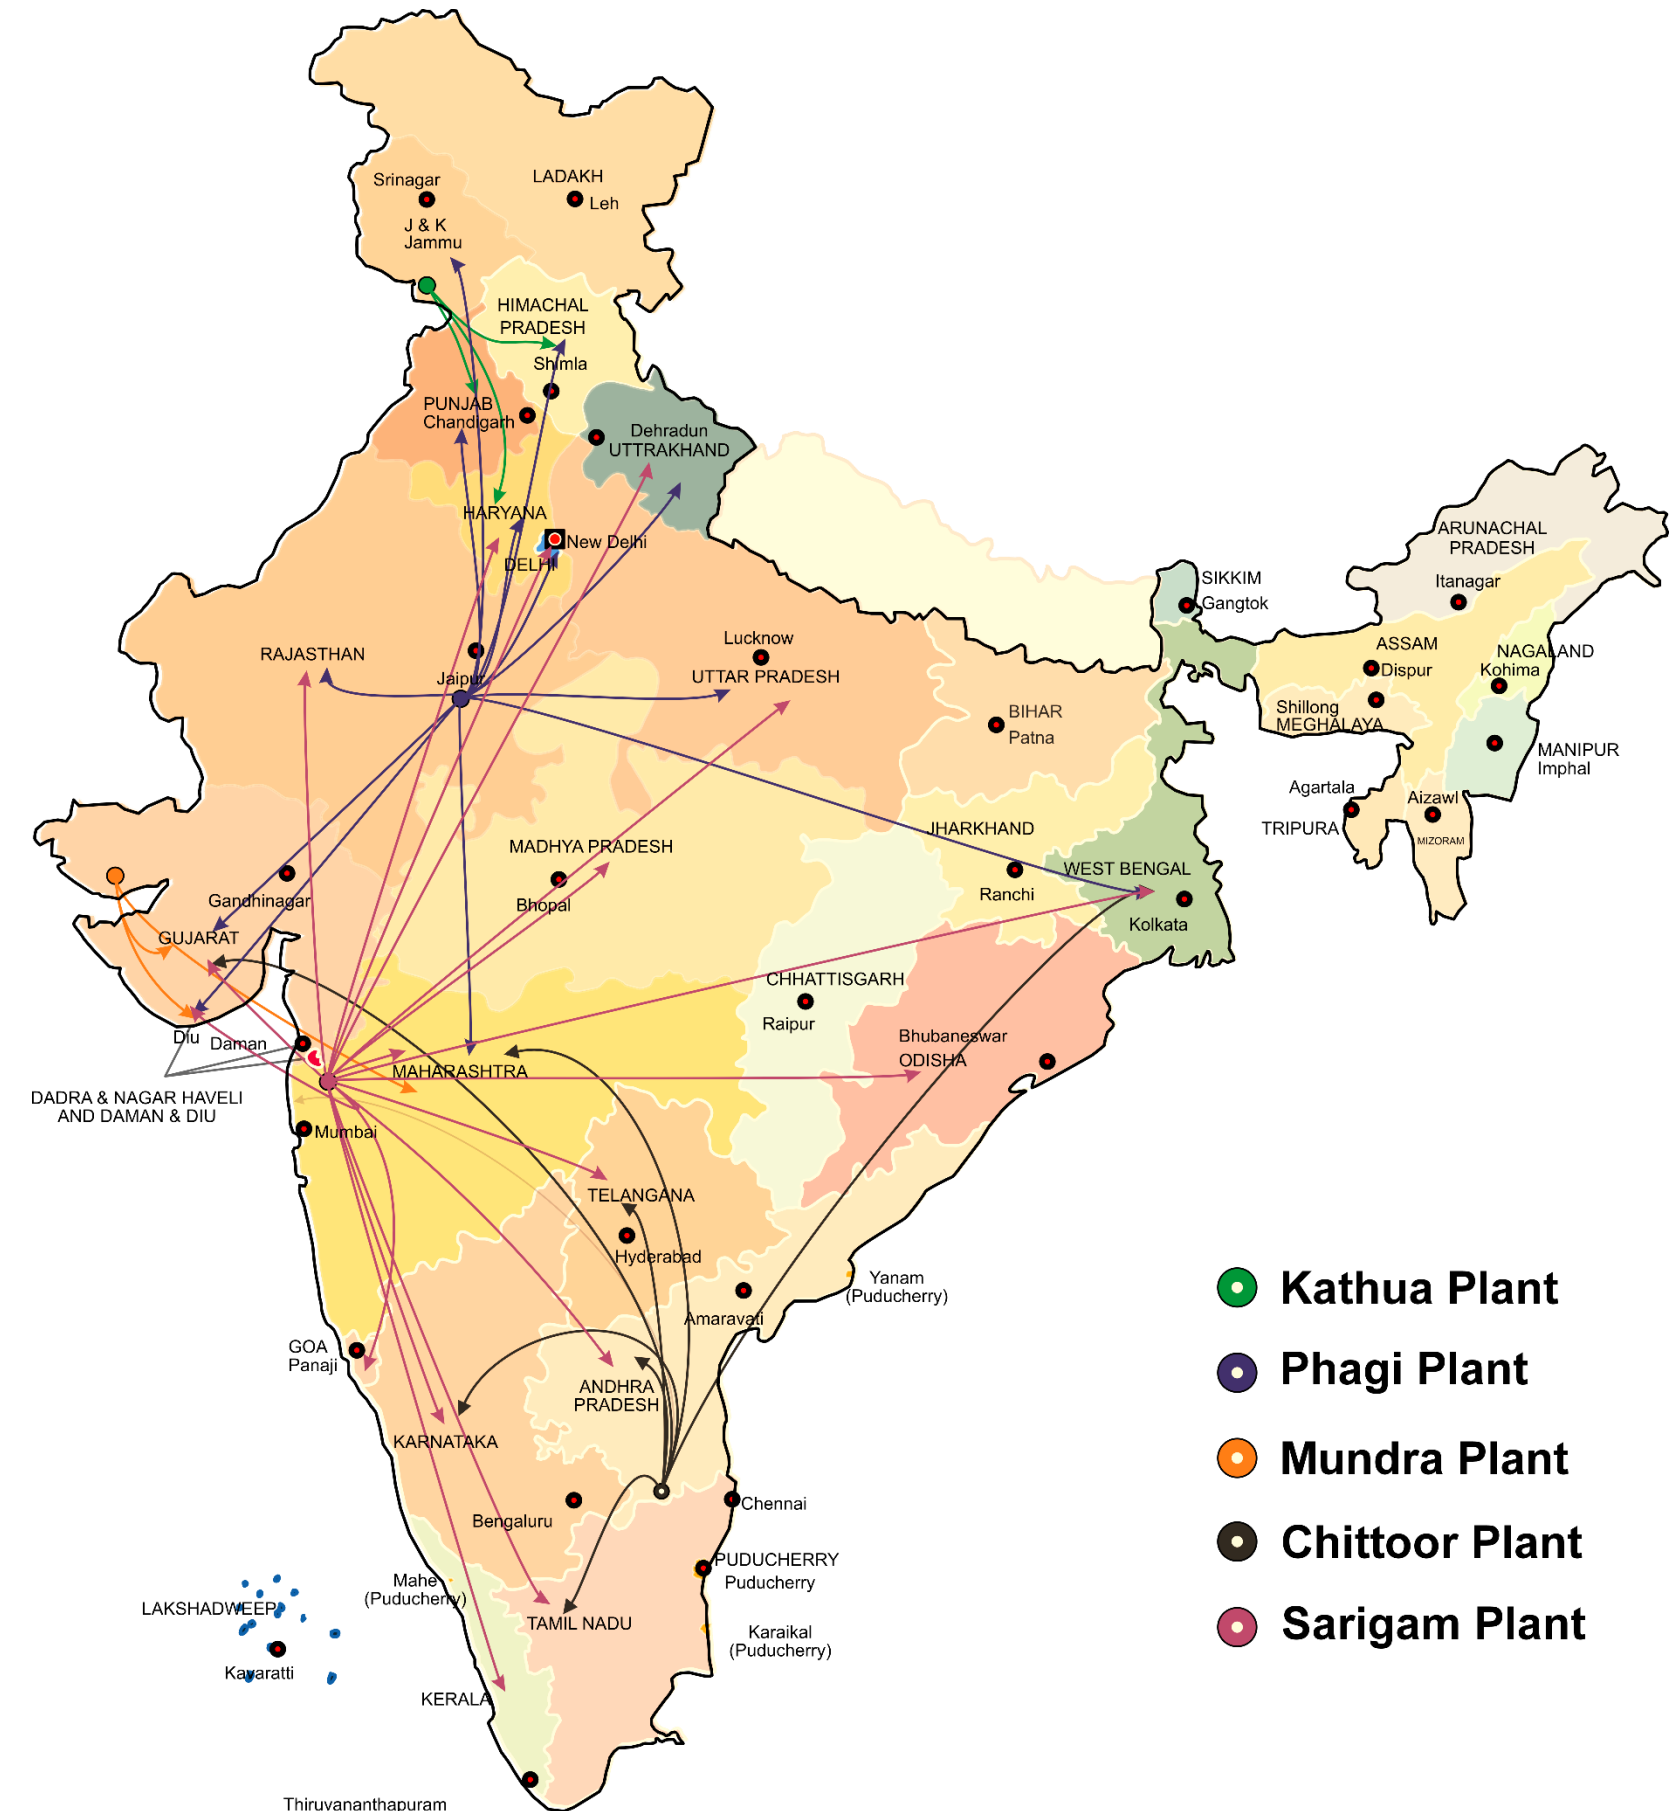 Srinagar
LADAKH
Leh
J & K
Jammu
HIMACHAL
PRADESH
Shimla
PUNJAB
Chandigarh
Dehradun
UTTRAKHAND
HARYANA
New Delhi
DELHI
ARUNACHAL
PRADESH
Itanagar
SIKKIM
Gangtok
ASSAM
Dispur
NAGALAND
Kohima
Shillong
MEGHALAYA
MANIPUR
Imphal
Agartala
TRIPURA
Aizawl
MIZORAM
RAJASTHAN
Jaipur
Lucknow
UTTAR PRADESH
BIHAR
Patna
JHARKHAND
Ranchi
WEST BENGAL
Kolkata
MADHYA PRADESH
Bhopal
Gandhinagar
GUJARAT
CHHATTISGARH
Raipur
Bhubaneswar
ODISHA
Diu
Daman
DADRA & NAGAR HAVELI
AND DAMAN & DIU
MAHARASHTRA
Mumbai
TELANGANA
Hyderabad
Amaravati
Yanam
(Puducherry)
GOA
Panaji
ANDHRA
PRADESH
KARNATAKA
Bengaluru
Chennai
PUDUCHERRY
Puducherry
Mahe
(Puducherry)
TAMIL NADU
Karaikal
(Puducherry)
LAKSHADWEEP
Kavaratti
KERALA
Thiruvananthapuram
Kathua Plant
Phagi Plant
Mundra Plant
Chittoor Plant
Sarigam Plant